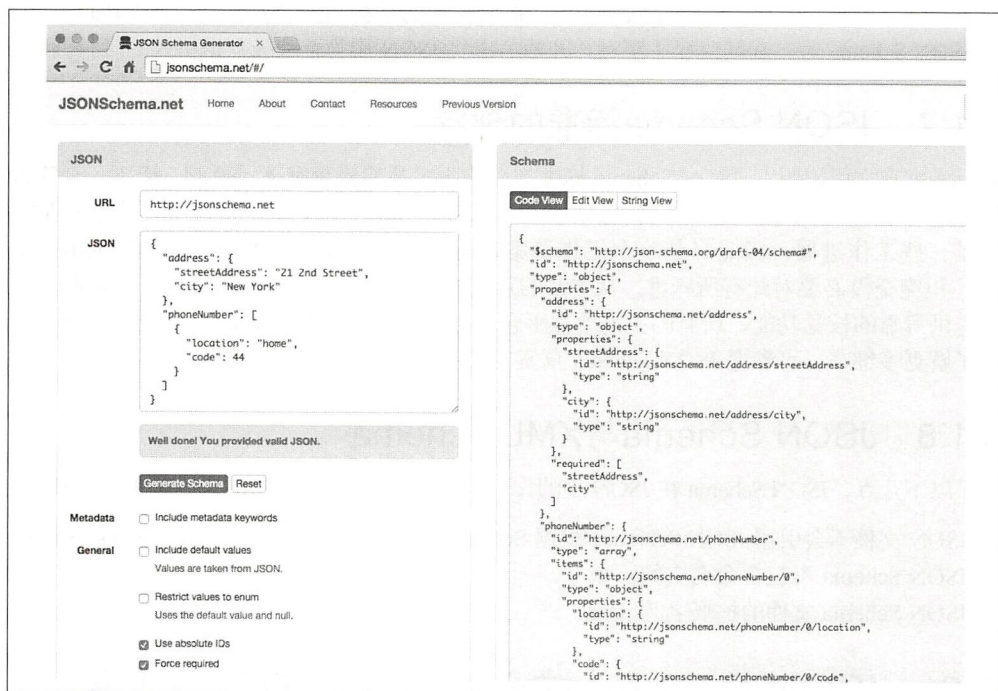 JSON Schema Generator ×
jsonschema.net/#/
JSONSchema.net Home About Contact Resources Previous Version
JSON
URL
http://jsonschema.net
JSON
{
"address": {
"streetAddress": "21 2nd Street",
"city": "New York"
},
"phoneNumber": [
{
"location": "home",
"code": 44
}
]
}
Well done! You provided valid JSON.
Generate Schema Reset
Metadata
Include metadata keywords
General
Include default values
Values are taken from JSON.
Restrict values to enum
Uses the default value and null.
Use absolute IDs
Force required
Schema
Code View Edit View String View
{
"$schema": "http://json-schema.org/draft-04/schema#",
"id": "http://jsonschema.net",
"type": "object",
"properties": {
"address": {
"id": "http://jsonschema.net/address",
"type": "object",
"properties": {
"streetAddress": {
"id": "http://jsonschema.net/address/streetAddress",
"type": "string"
},
"city": {
"id": "http://jsonschema.net/address/city",
"type": "string"
}
},
"required": [
"streetAddress",
"city"
]
},
"phoneNumber": {
"id": "http://jsonschema.net/phoneNumber",
"type": "array",
"items": {
"id": "http://jsonschema.net/phoneNumber/0",
"type": "object",
"properties": {
"location": {
"id": "http://jsonschema.net/phoneNumber/0/location",
"type": "string"
},
"code": {
"id": "http://jsonschema.net/phoneNumber/0/code",